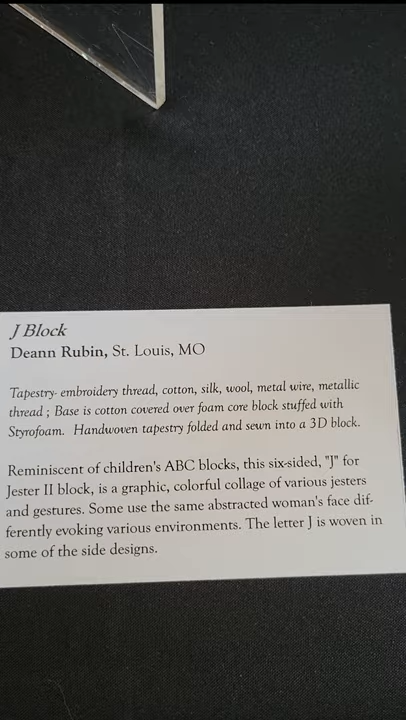 J Block
Deann Rubin, St. Louis, MO
Tapestry- embroidery thread, cotton, silk, wool, metal wire, metallic
thread ; Base is cotton covered over foam core block stuffed with
Styrofoam. Handwoven tapestry folded and sewn into a 3D block.
Reminiscent of children's ABC blocks, this six-sided, "J" for
Jester II block, is a graphic, colorful collage of various jesters
and gestures. Some use the same abstracted woman's face dif-
ferently evoking various environments. The letter J is woven in
some of the side designs.